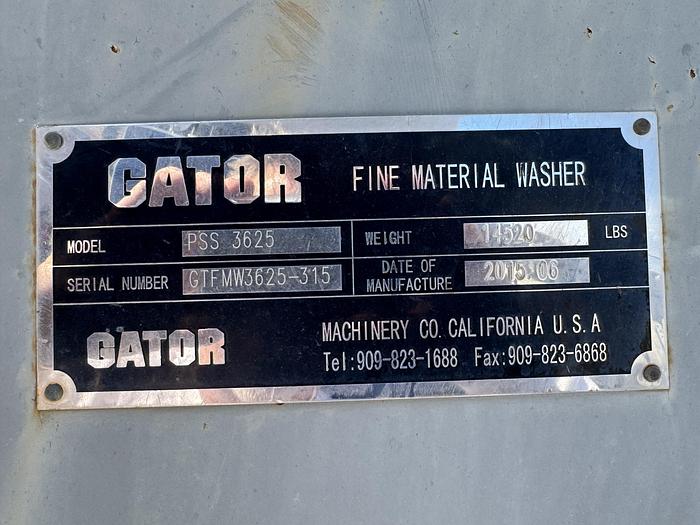 GATOR FINE MATERIAL WASHER
MODEL PSS 3625 WEIGHT 14520 LBS
SERIAL NUMBER GTFMW3625-315 DATE OF MANUFACTURE 2015.06
GATOR MACHINERY CO. CALIFORNIA U.S.A
Tel:909-823-1688 Fax:909-823-6868